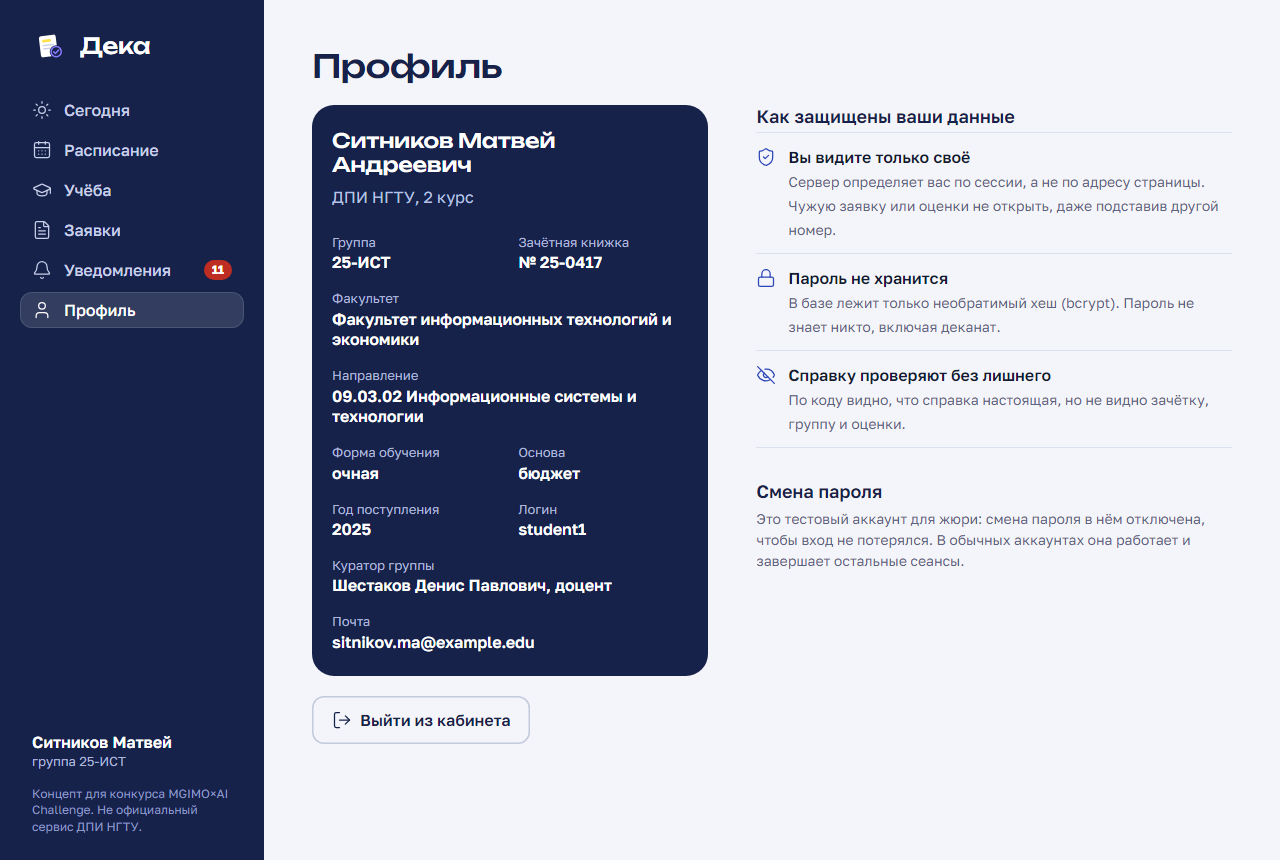 Дека
Сегодня
Расписание
Учёба
Заявки
Уведомления 11
Профиль
Ситников Матвей
группа 25-ИСТ
Концепт для конкурса MGIMO×AI
Challenge. Не официальный
сервис ДПИ НГТУ.
Профиль
Ситников Матвей
Андреевич
ДПИ НГТУ, 2 курс
Группа
25-ИСТ
Зачётная книжка
№ 25-0417
Факультет
Факультет информационных технологий и
экономики
Направление
09.03.02 Информационные системы и
технологии
Форма обучения
очная
Основа
бюджет
Год поступления
2025
Логин
student1
Куратор группы
Шестаков Денис Павлович, доцент
Почта
sitnikov.ma@example.edu
Выйти из кабинета
Как защищены ваши данные
Вы видите только своё
Сервер определяет вас по сессии, а не по адресу страницы.
Чужую заявку или оценки не открыть, даже подставив другой
номер.
Пароль не хранится
В базе лежит только необратимый хеш (bcrypt). Пароль не
знает никто, включая деканат.
Справку проверяют без лишнего
По коду видно, что справка настоящая, но не видно зачётку,
группу и оценки.
Смена пароля
Это тестовый аккаунт для жюри: смена пароля в нём отключена,
чтобы вход не потерялся. В обычных аккаунтах она работает и
завершает остальные сеансы.